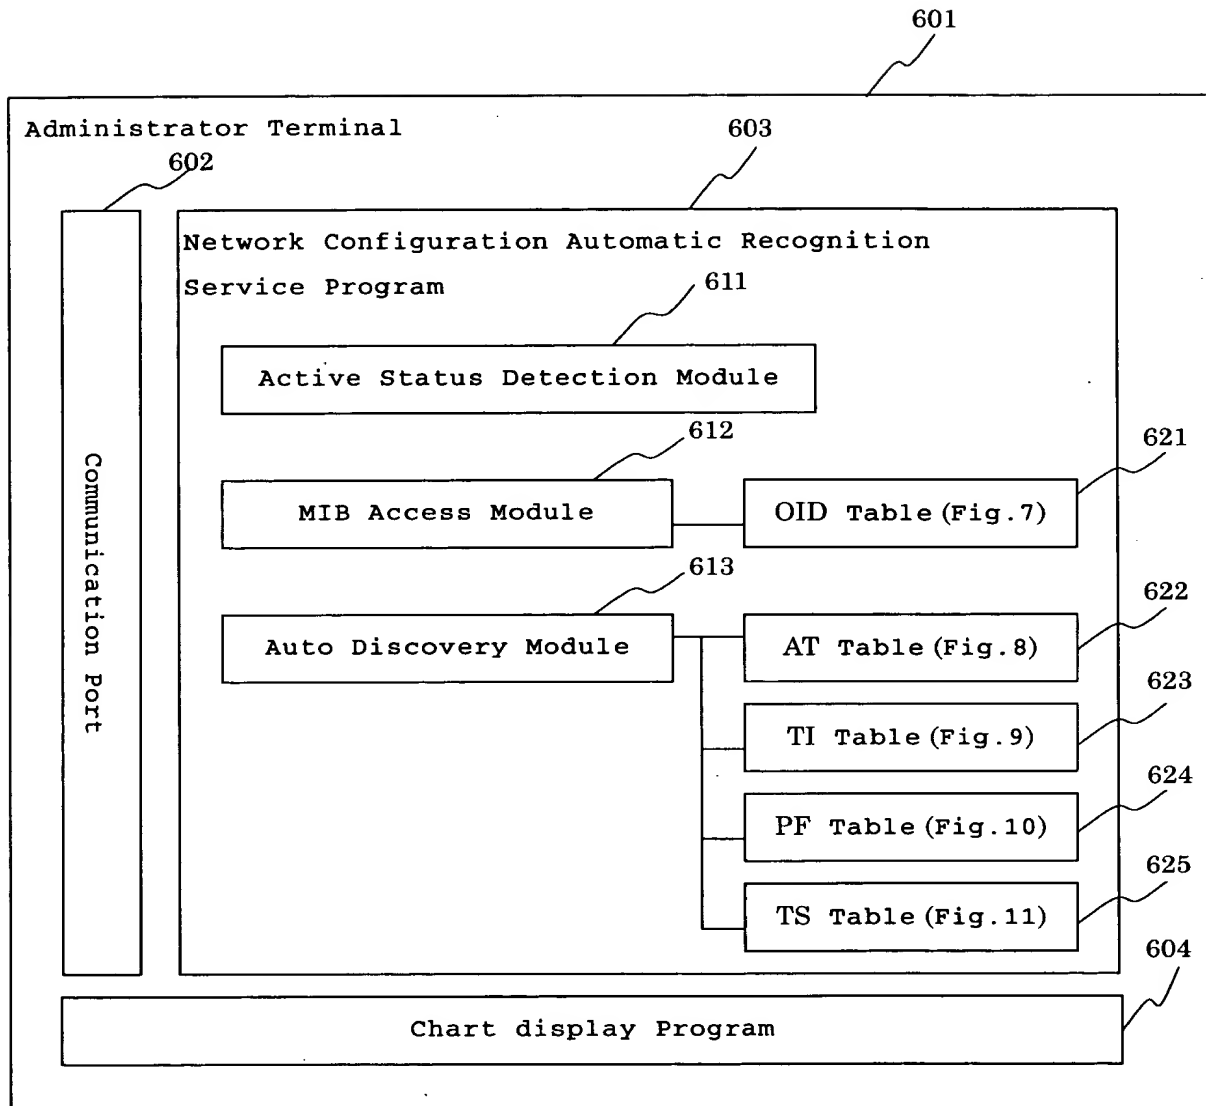 601
Administrator Terminal
602
603
Network Configuration Automatic Recognition
Service Program
611
Active Status Detection Module
612
621
MIB Access Module
OID Table (Fig.7)
613
622
Auto Discovery Module
AT Table (Fig.8)
623
TI Table (Fig.9)
624
PF Table (Fig.10)
625
TS Table (Fig.11)
Communication Port
604
Chart display Program